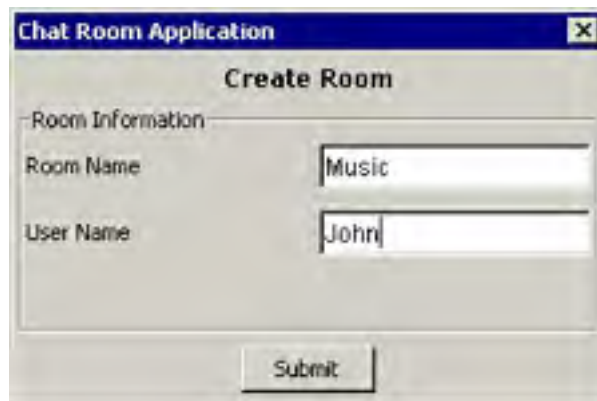 Chat Room Application
Create Room
Room Information
Room Name Music
User Name John
Submit